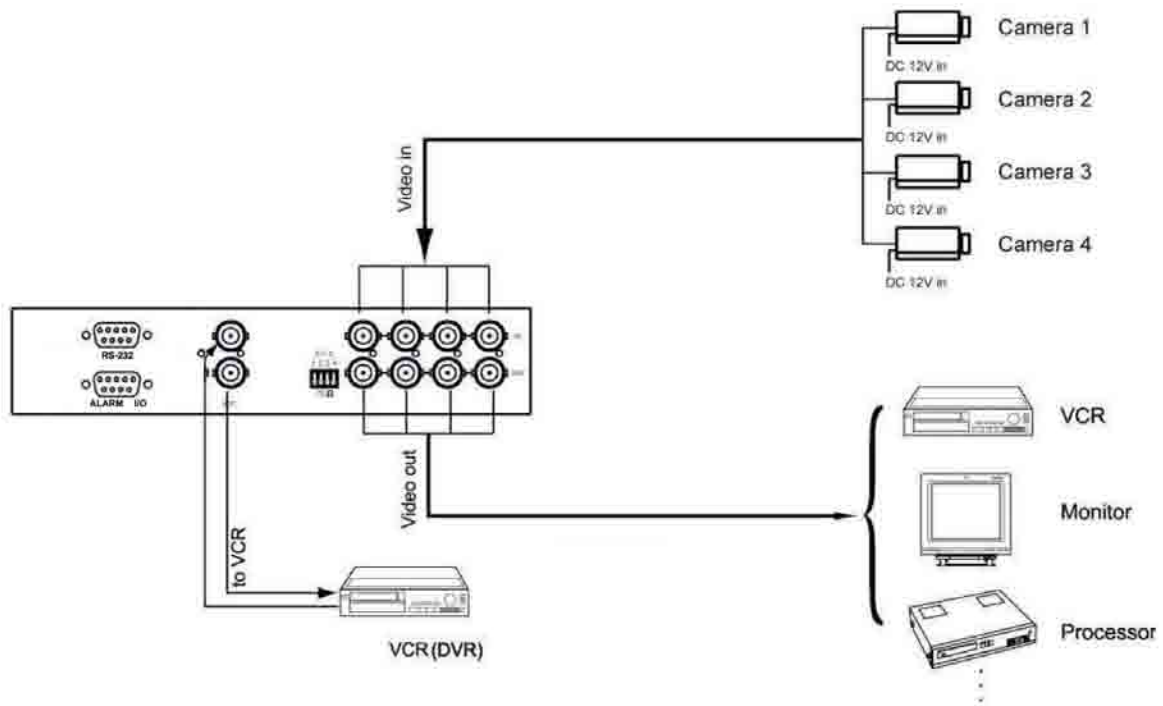 Camera 1
DC 12V in
Camera 2
DC 12V in
Camera 3
DC 12V in
Camera 4
DC 12V in
Video in
RS-232
ALARM I/O
Video out
to VCR
VCR (DVR)
VCR
Monitor
Processor